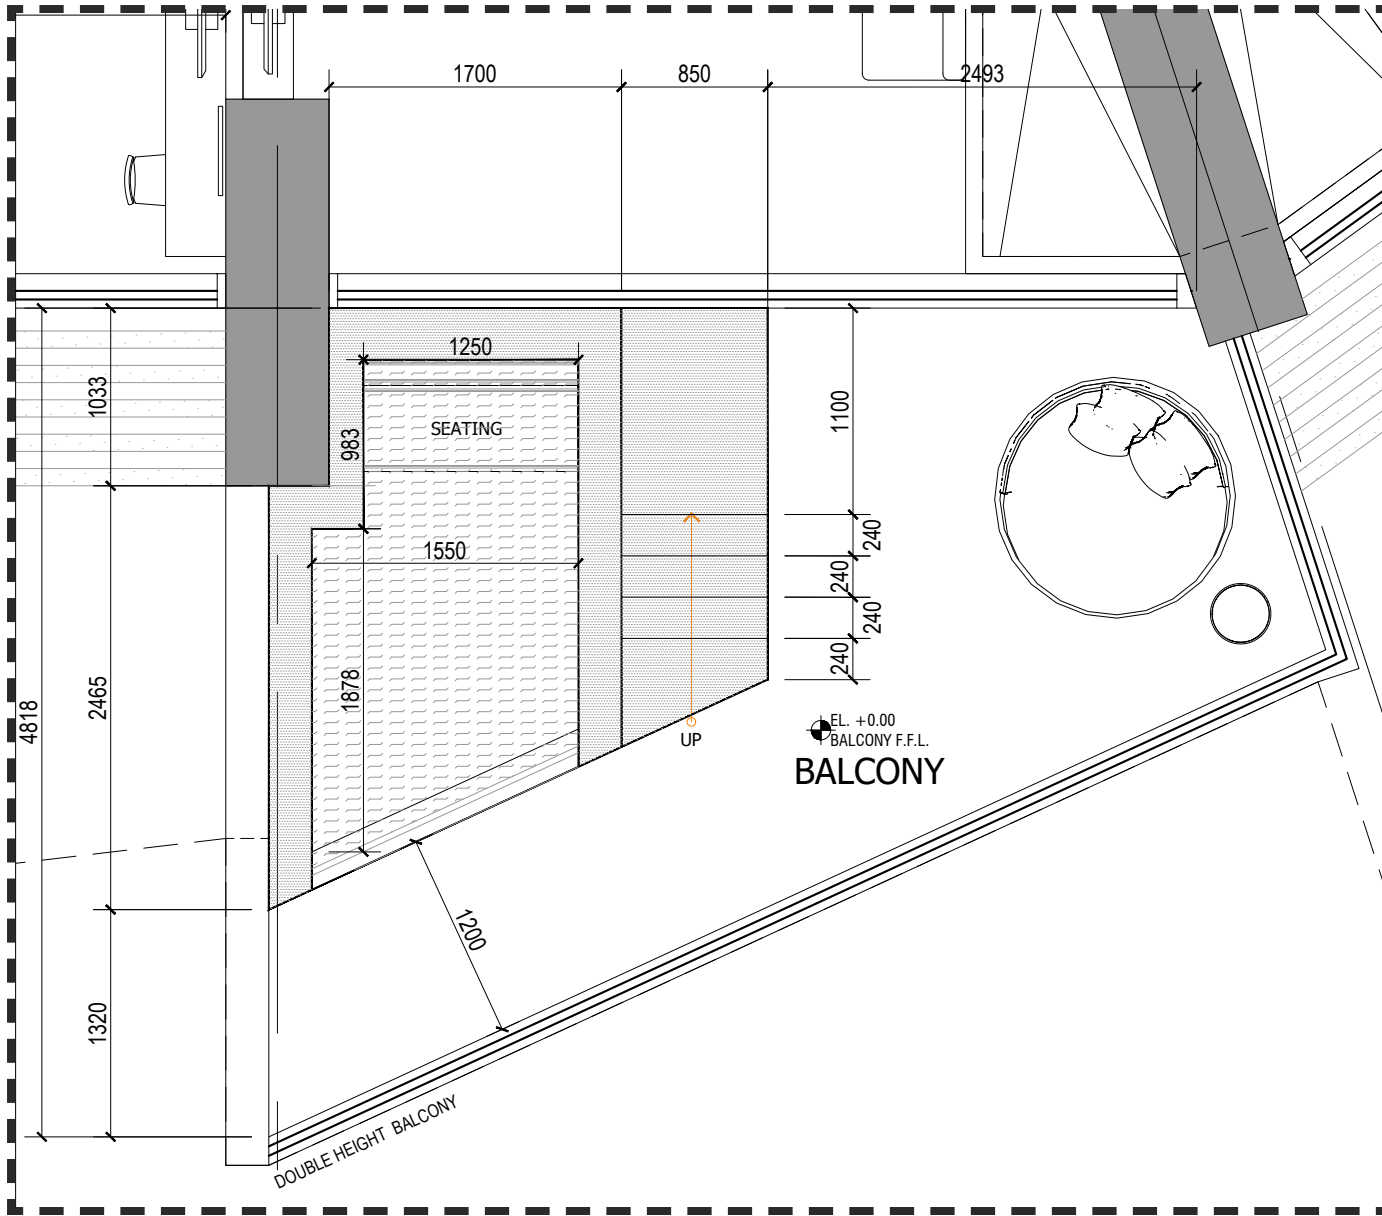 1700
850
2493
1250
1033
1100
983
SEATING
240
1550
240
240
240
1878
2465
4818
EL. +0.00
BALCONY F.F.L.
UP
BALCONY
1200
1320
DOUBLE HEIGHT BALCONY